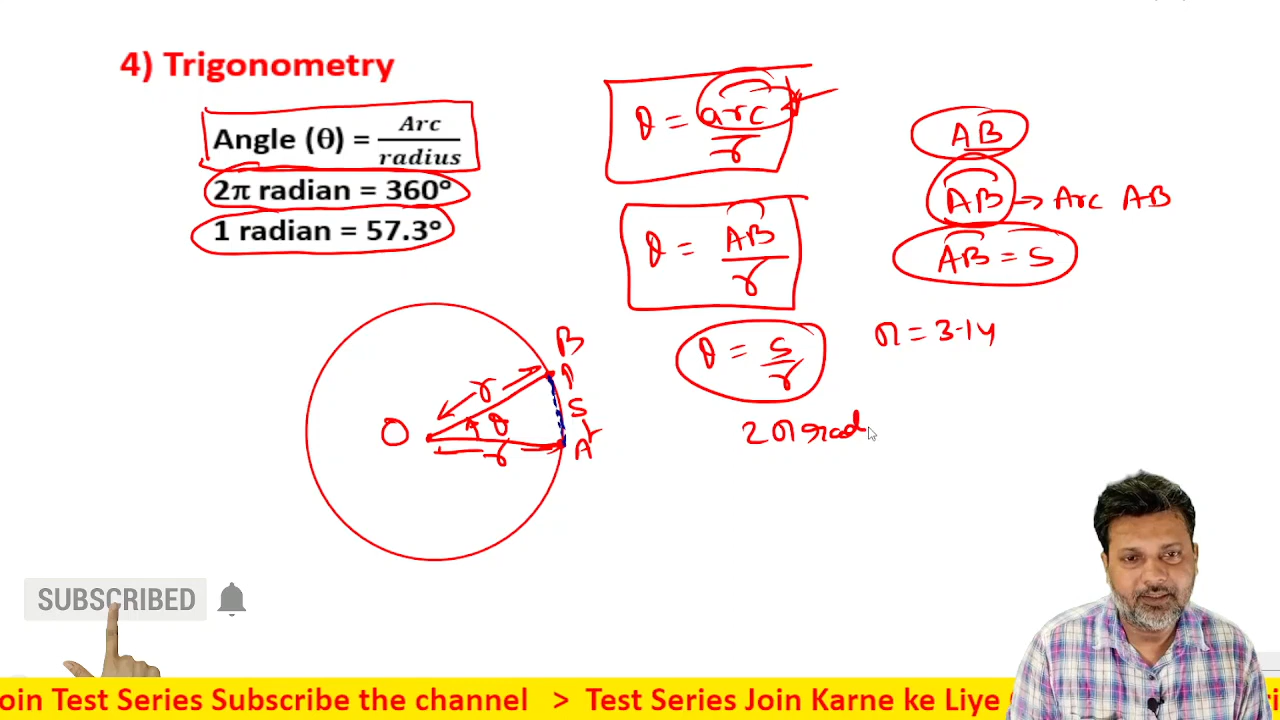 4) Trigonometry
Angle (θ) = Arc / radius
2π radian = 360°
1 radian = 57.3°
θ = arc / r
θ = AB / r
θ = s / r
π = 3.14
2π rad
AB
AB → Arc AB
AB = s
B
r
θ
s
O
r
A
SUBSCRIBED
oin Test Series Subscribe the channel > Test Series Join Karne ke Liye